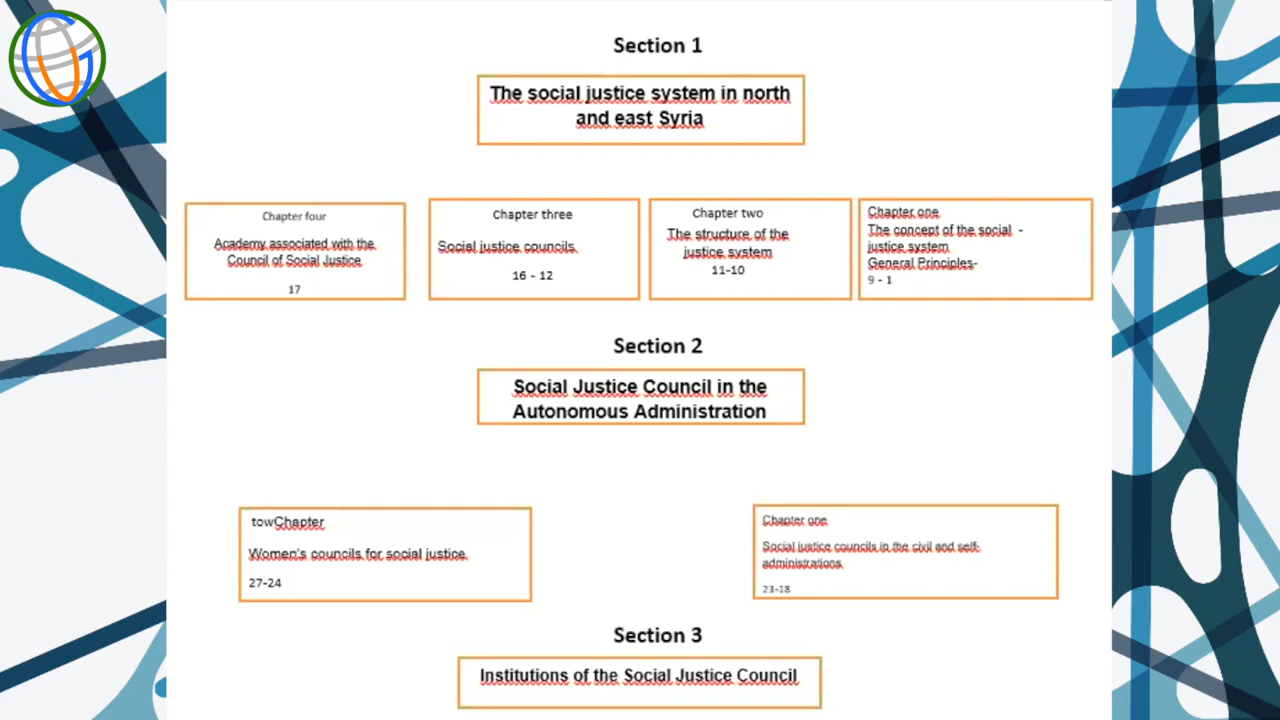 Section 1
The social justice system in north
and east Syria
Chapter four
Academy associated with the
Council of Social Justice
17
Chapter three
Social justice councils
16 - 12
Chapter two
The structure of the
justice system
11-10
Chapter one
The concept of the social -
justice system
General Principles-
9 - 1
Section 2
Social Justice Council in the
Autonomous Administration
towChapter
Women's councils for social justice
27-24
Chapter one
Social justice councils in the civil and self-
administrations
23-18
Section 3
Institutions of the Social Justice Council